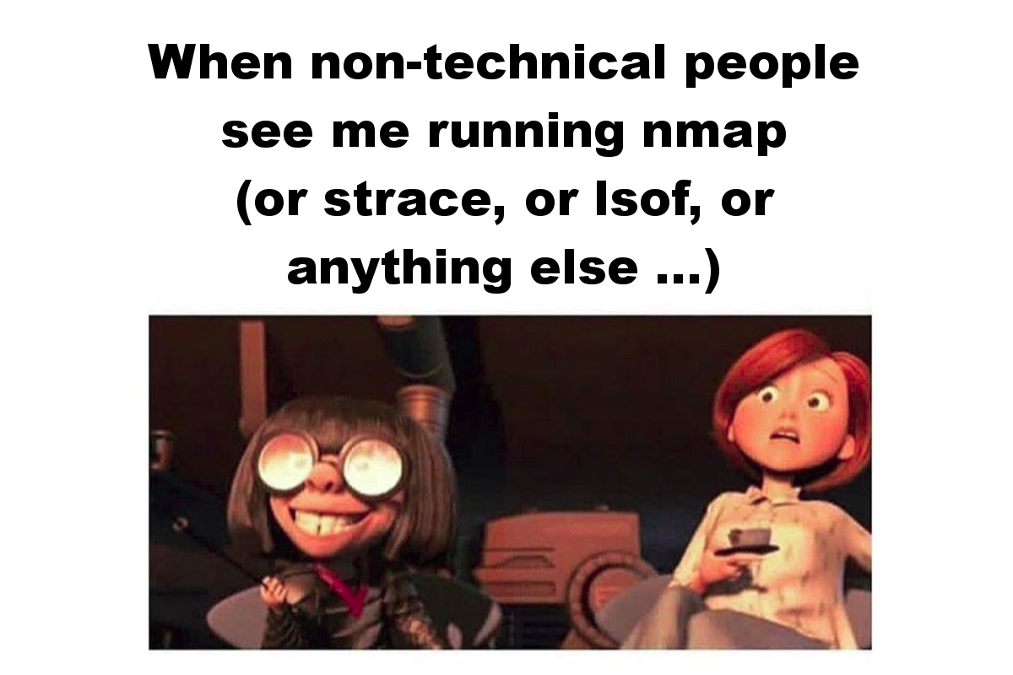 When non-technical people
see me running nmap
(or strace, or lsof, or
anything else ...)